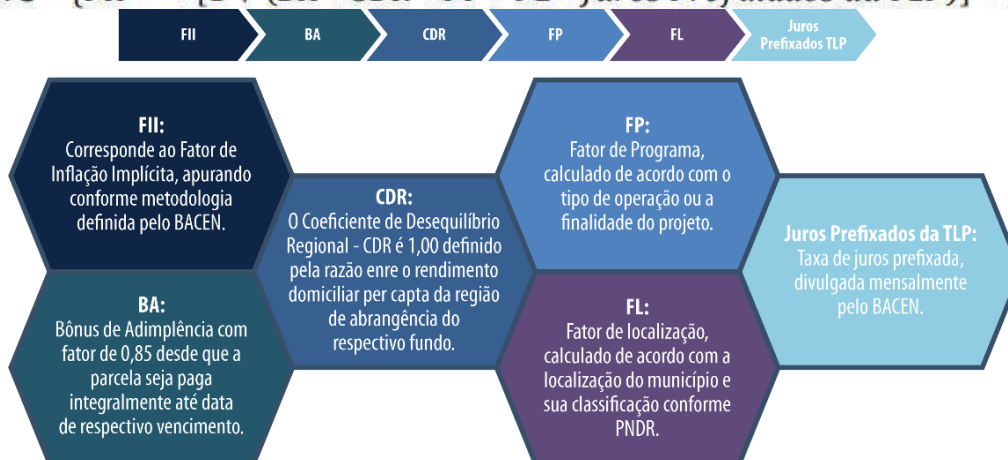 FII
BA
CDR
FP
FL
Juros
Prefixados TLP
FII:
Corresponde ao Fator de
Inflação Implícita, apurando
conforme metodologia
definida pelo BACEN.
BA:
Bônus de Adimplência com
fator de 0,85 desde que a
parcela seja paga
integralmente até data
de respectivo vencimento.
CDR:
O Coeficiente de Desequilíbrio
Regional - CDR é 1,00 definido
pela razão enre o rendimento
domiciliar per capta da região
de abrangência do
respectivo fundo.
FP:
Fator de Programa,
calculado de acordo com o
tipo de operação ou a
finalidade do projeto.
FL:
Fator de localização,
calculado de acordo com a
localização do município e
sua classificação conforme
PNDR.
Juros Prefixados da TLP:
Taxa de juros prefixada,
divulgada mensalmente
pelo BACEN.